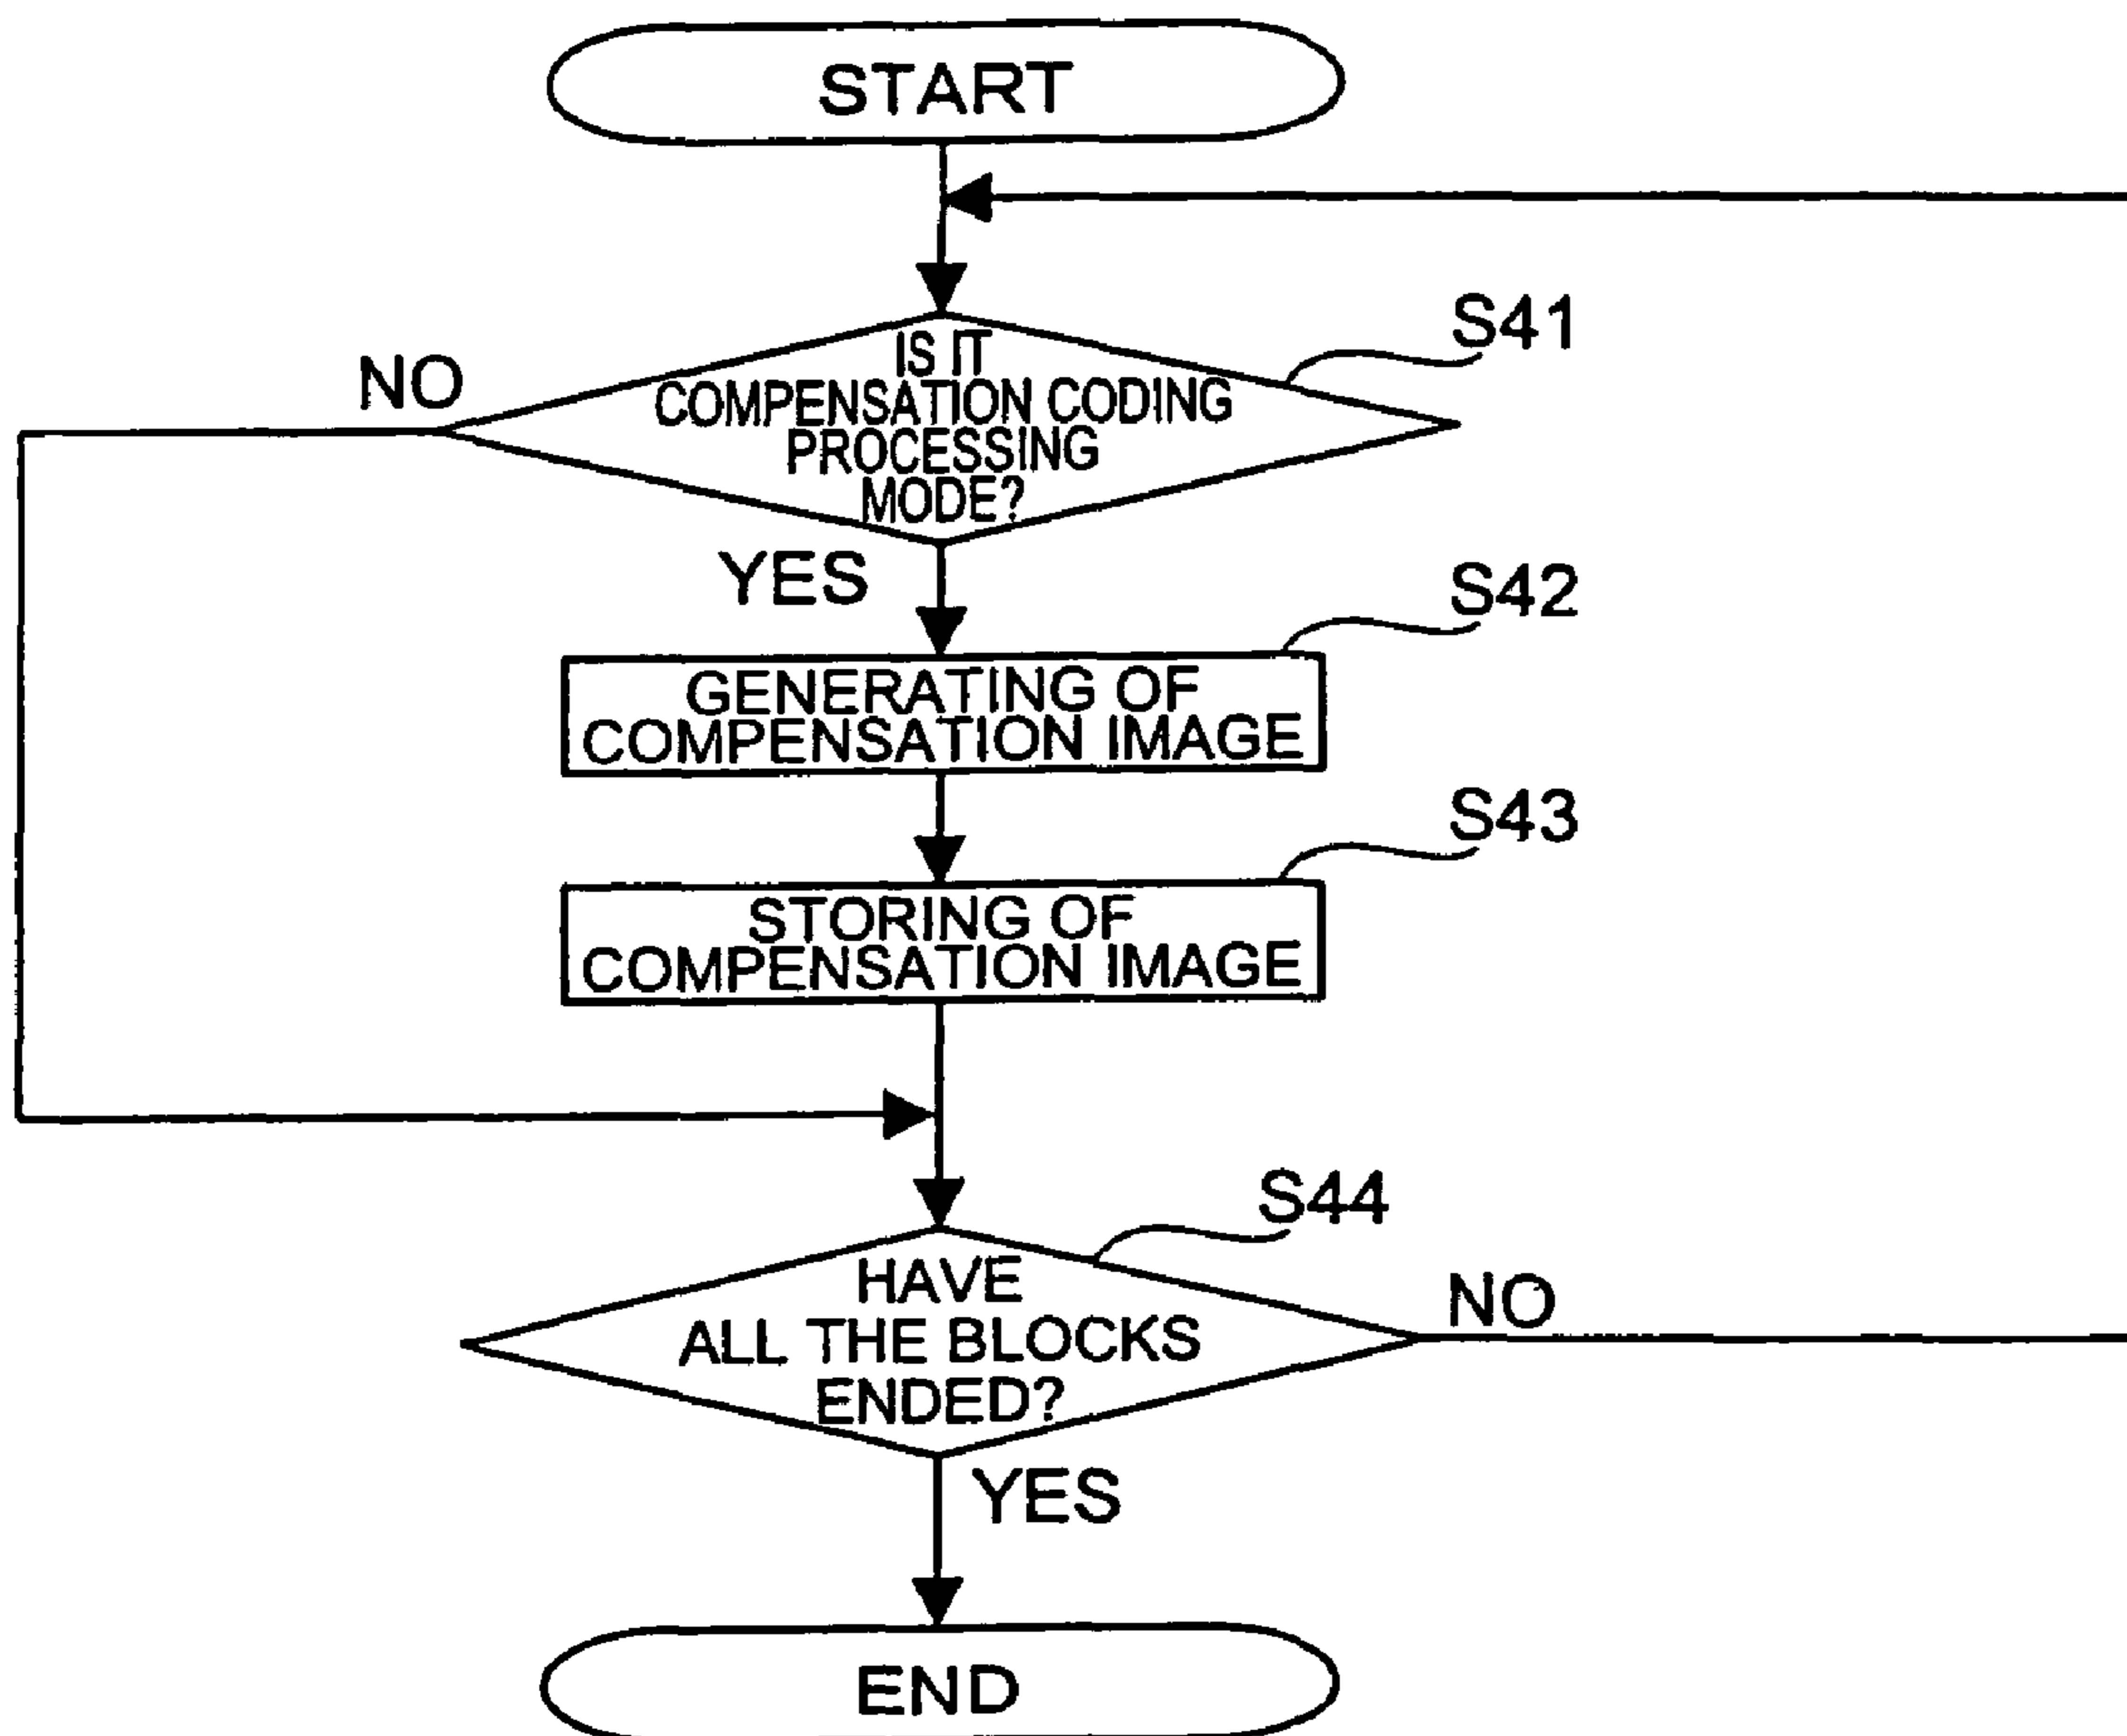 START
S41
NO
IS IT
COMPENSATION CODING
PROCESSING
MODE?
YES
S42
GENERATING OF
COMPENSATION IMAGE
S43
STORING OF
COMPENSATION IMAGE
S44
HAVE
ALL THE BLOCKS
ENDED?
NO
YES
END